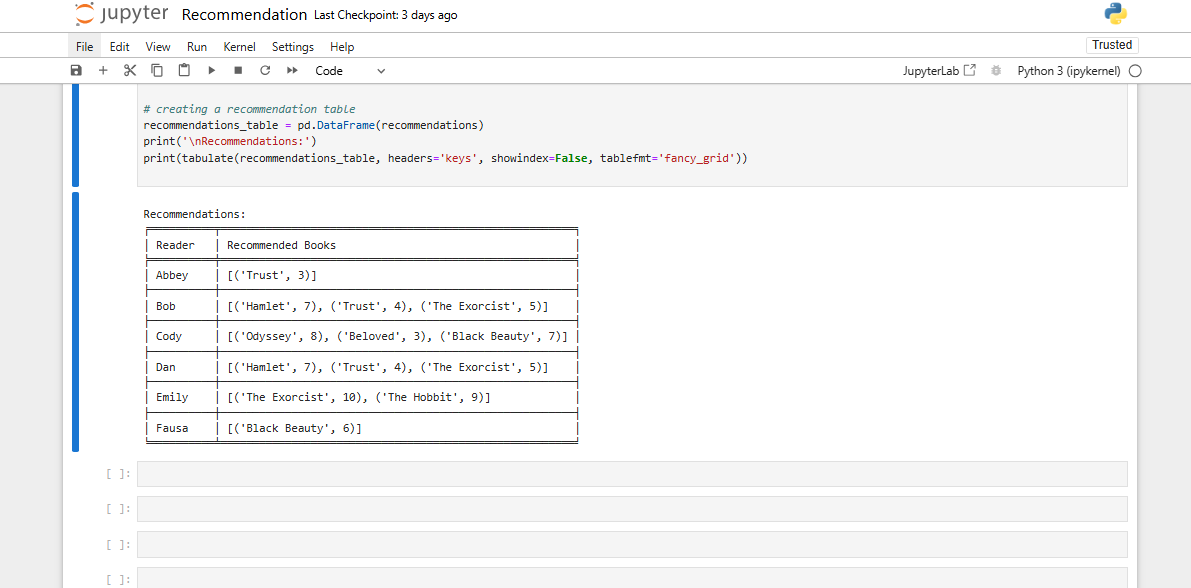 jupyter Recommendation Last Checkpoint: 3 days ago
File Edit View Run Kernel Settings Help Trusted
Code JupyterLab Python 3 (ipykernel)
# creating a recommendation table
recommendations_table = pd.DataFrame(recommendations)
print('\nRecommendations:')
print(tabulate(recommendations_table, headers='keys', showindex=False, tablefmt='fancy_grid'))
Recommendations:
Reader Recommended Books
Abbey [('Trust', 3)]
Bob [('Hamlet', 7), ('Trust', 4), ('The Exorcist', 5)]
Cody [('Odyssey', 8), ('Beloved', 3), ('Black Beauty', 7)]
Dan [('Hamlet', 7), ('Trust', 4), ('The Exorcist', 5)]
Emily [('The Exorcist', 10), ('The Hobbit', 9)]
Fausa [('Black Beauty', 6)]
[ ]:
[ ]:
[ ]:
[ ]: